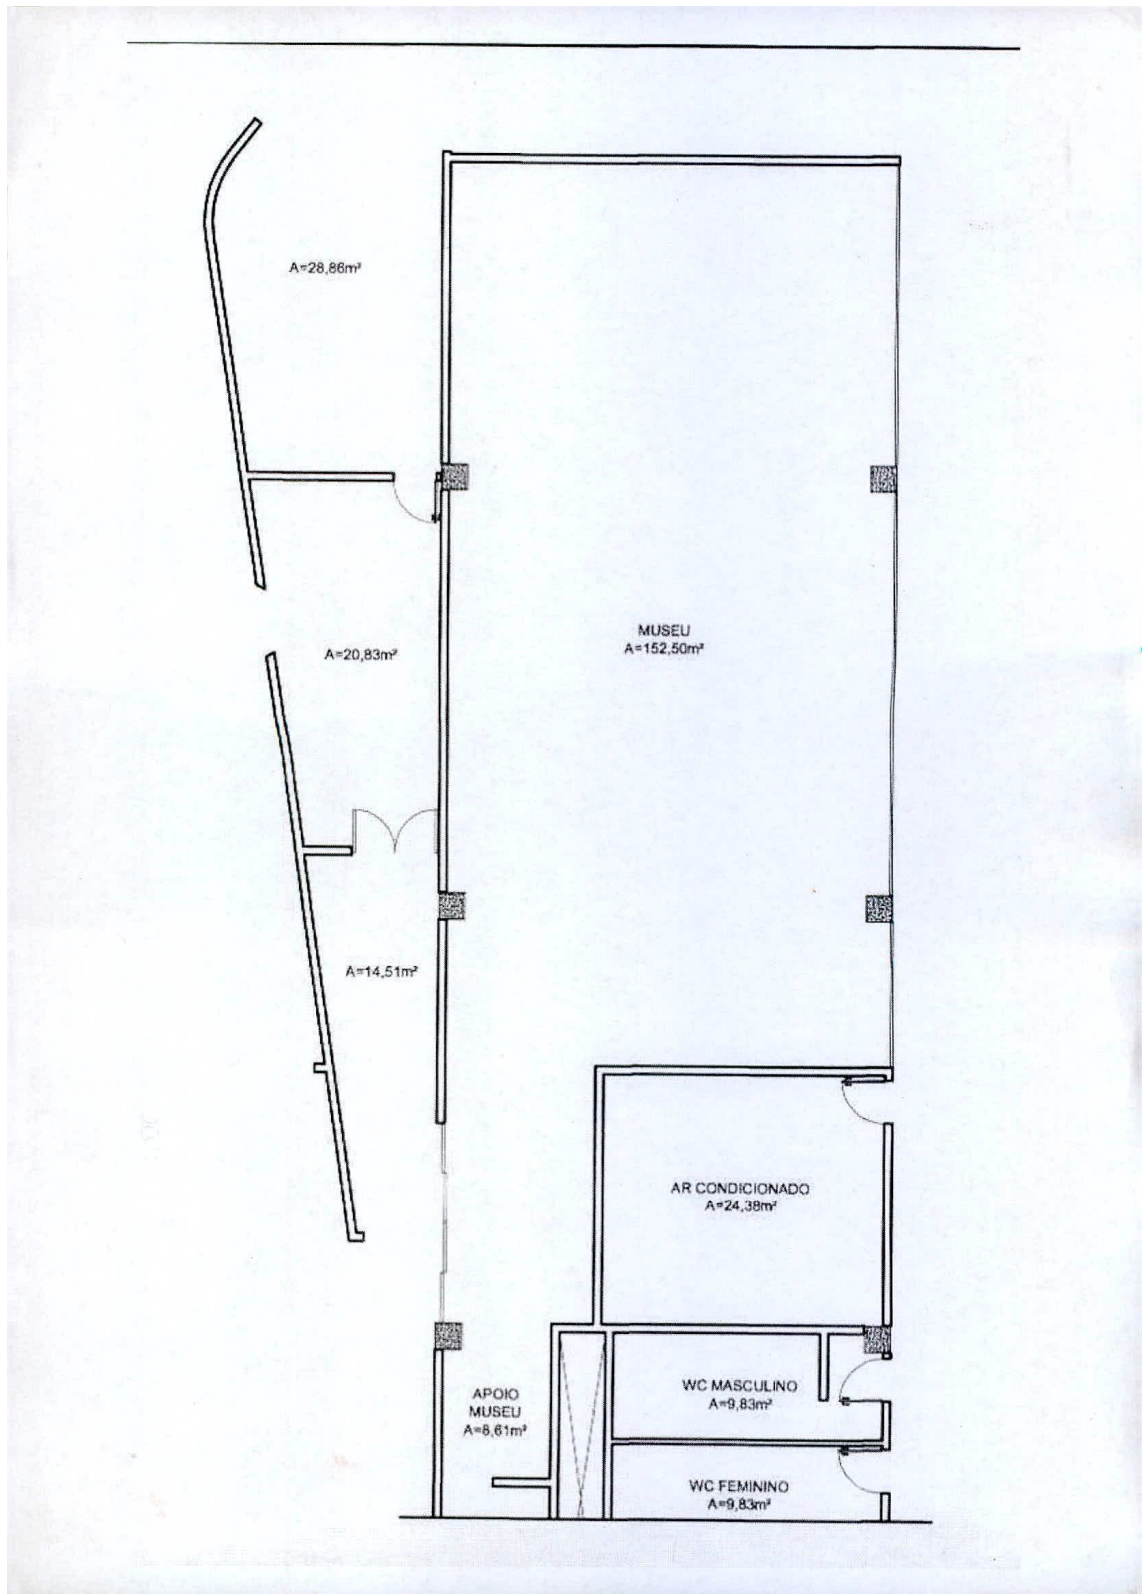 A=28,86m²
MUSEU
A=152,50m²
A=20,83m²
A=14,51m²
AR CONDICIONADO
A=24,38m²
WC MASCULINO
A=9,83m²
APOIO
MUSEU
A=8,61m²
WC FEMININO
A=9,83m²